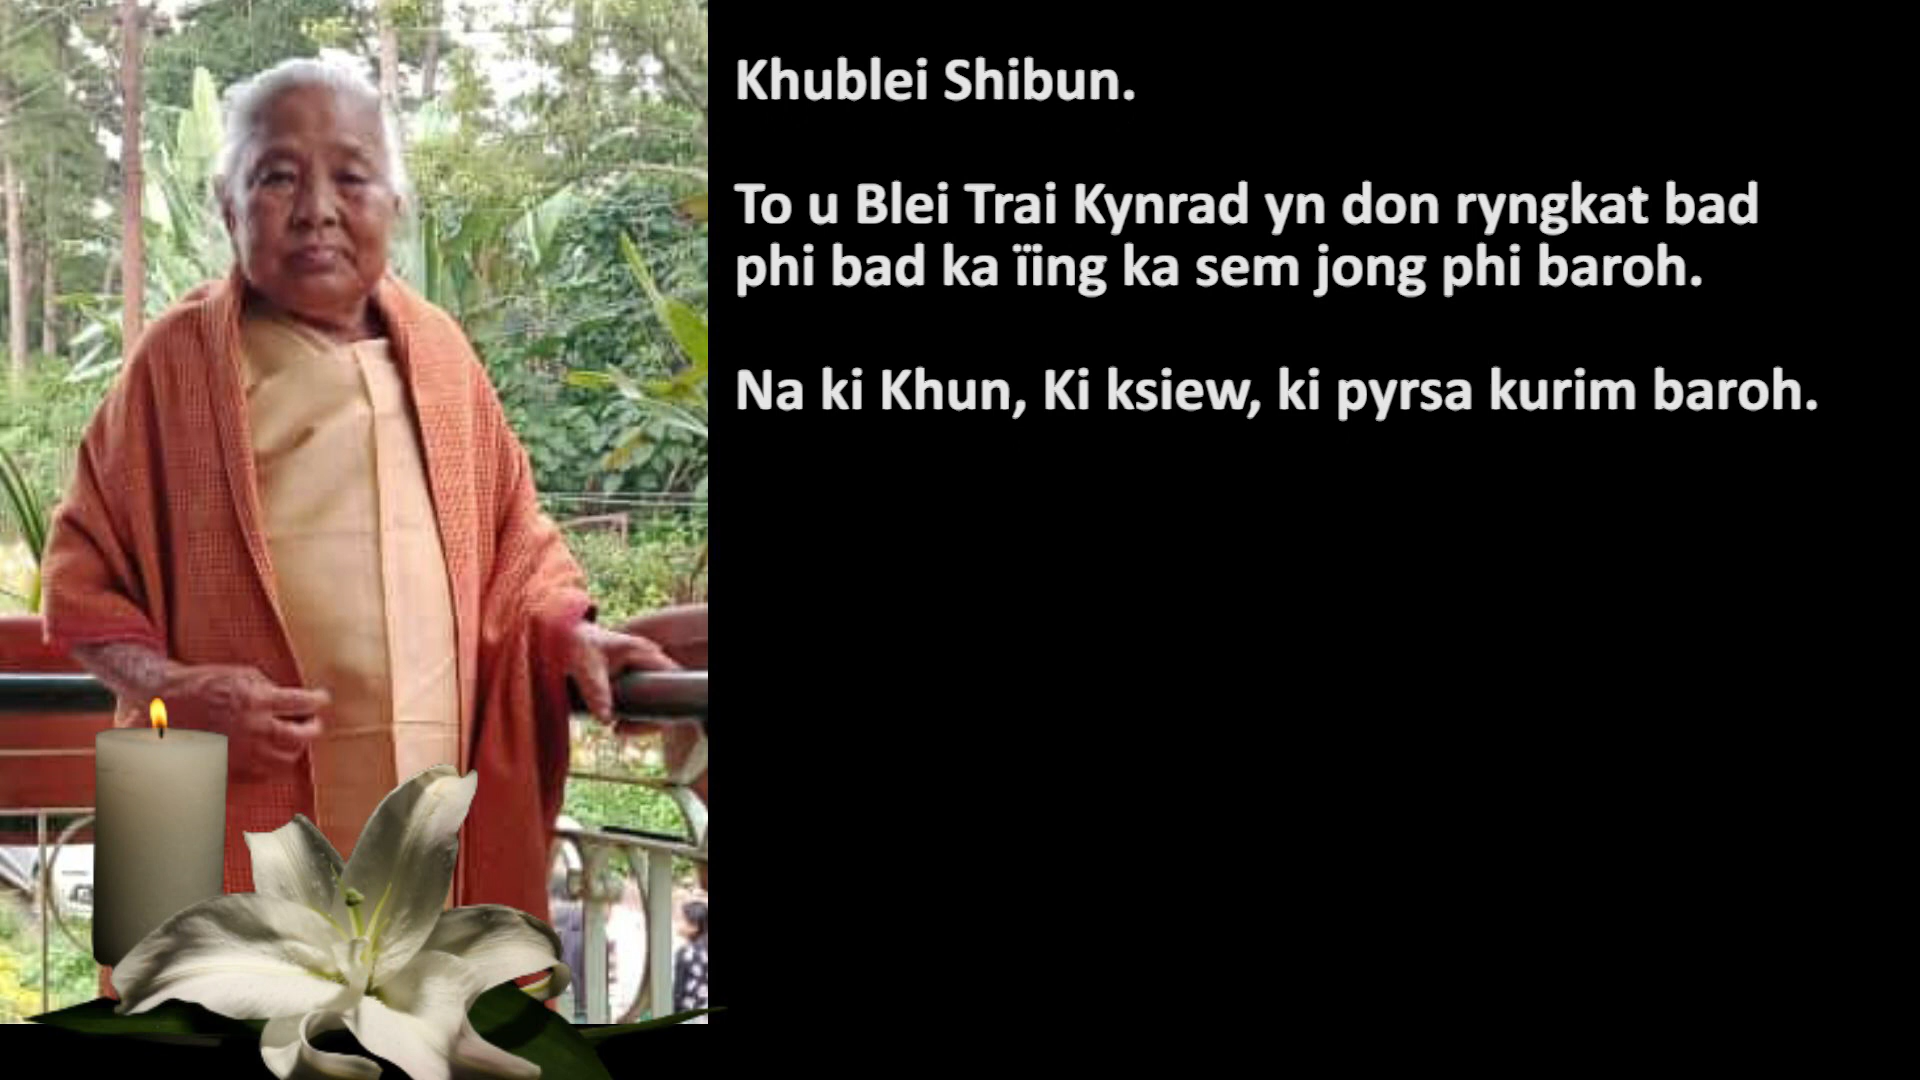 Khublei Shibun.
To u Blei Trai Kynrad yn don ryngkat bad
phi bad ka ïing ka sem jong phi baroh.
Na ki Khun, Ki ksiew, ki pyrsa kurim baroh.